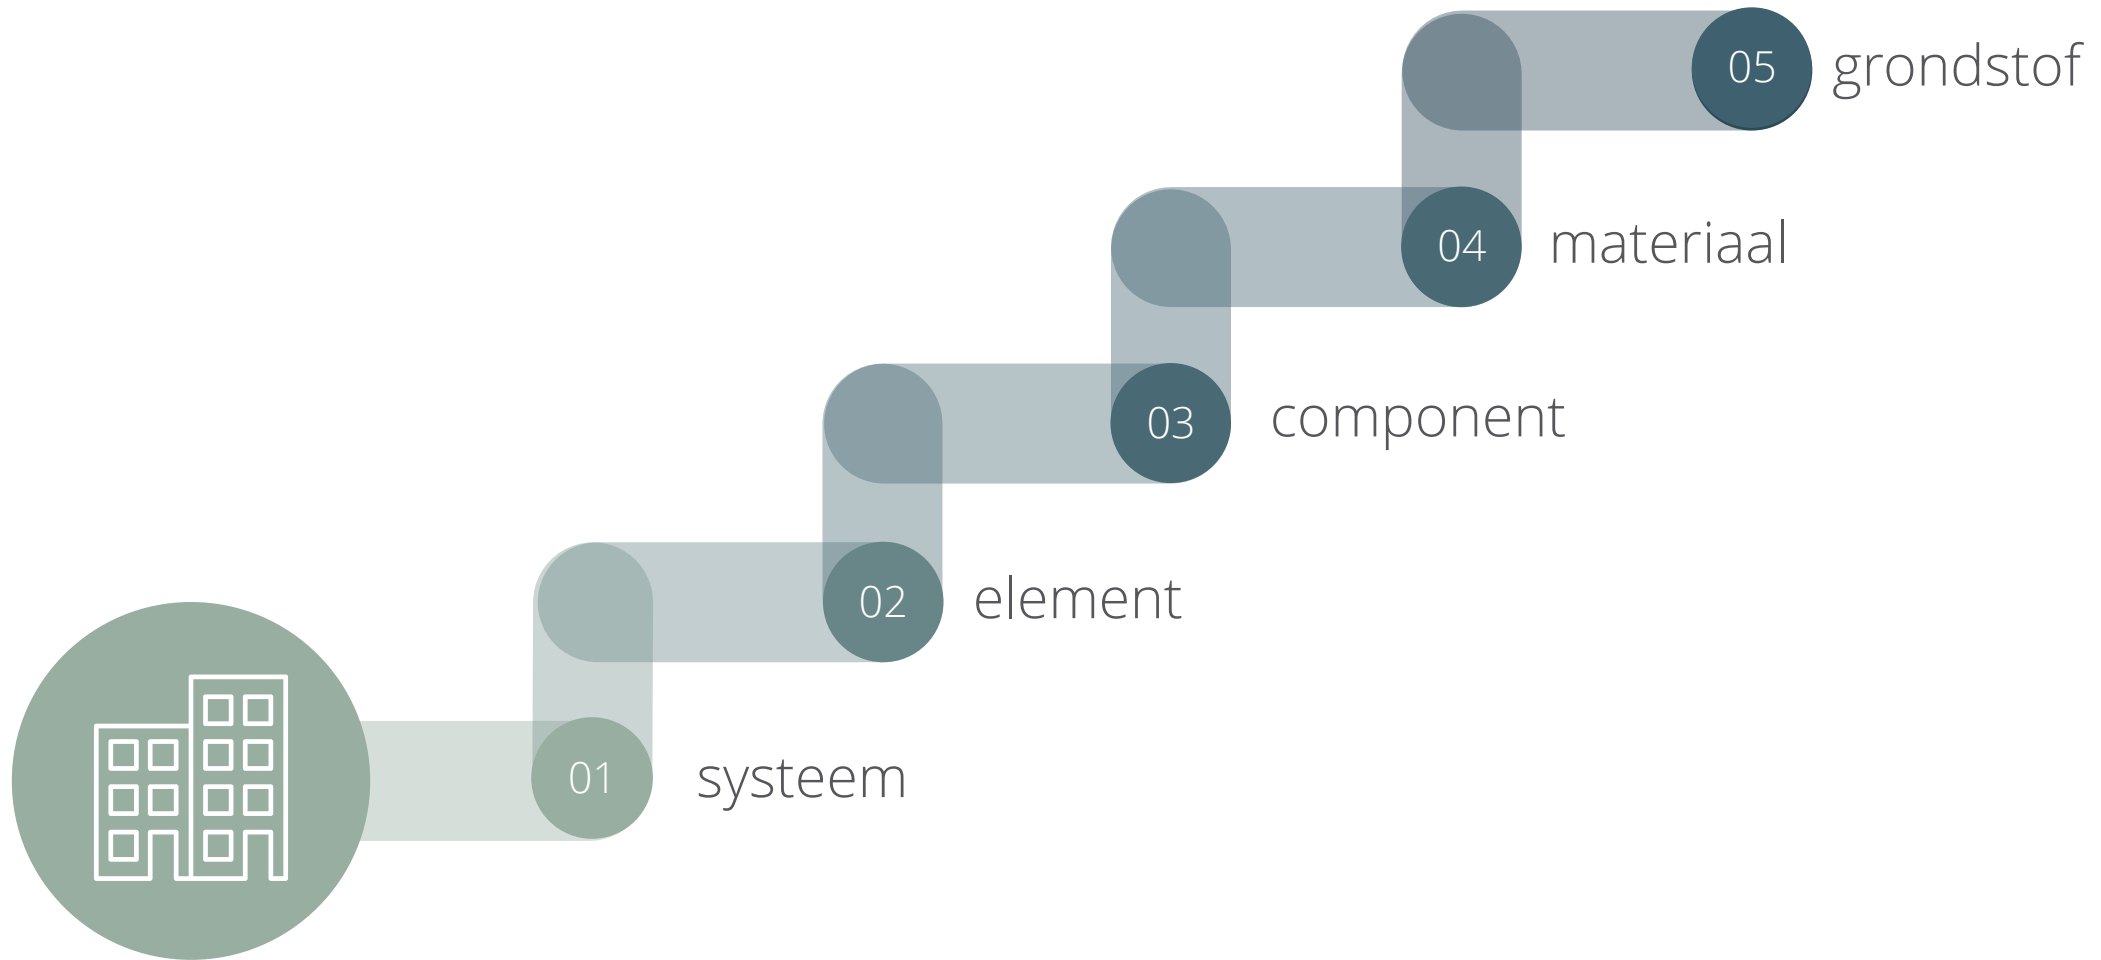 05 grondstof
04 materiaal
03 component
02 element
01 systeem